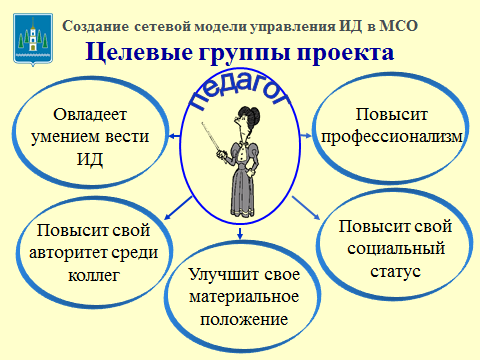 Создание сетевой модели управления ИД в МСО
Целевые группы проекта
педагог
Овладеет
умением вести
ИД
Повысит
профессионализм
Повысит свой
авторитет среди
коллег
Улучшит свое
материальное
положение
Повысит свой
социальный
статус